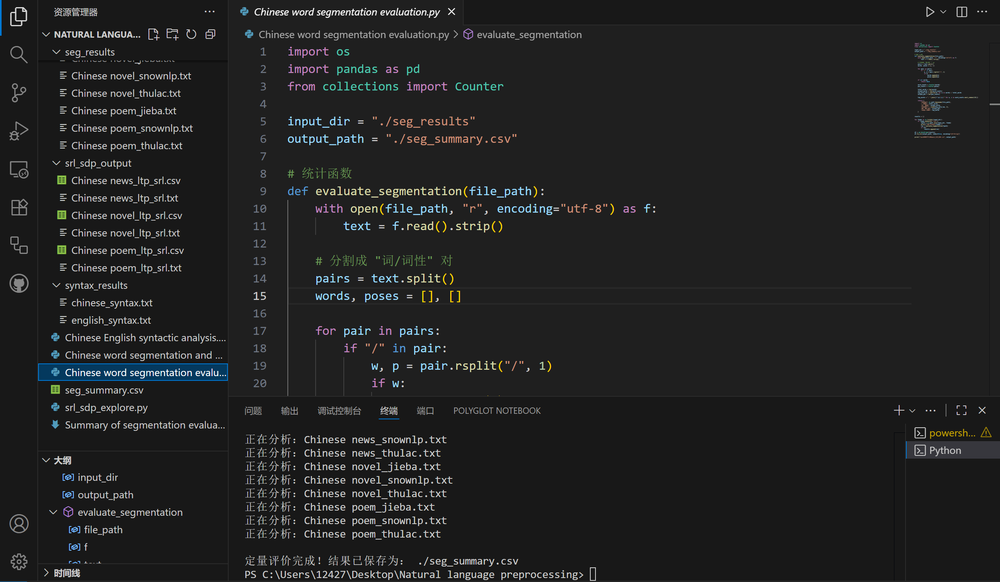 资源管理器
NATURAL LANGUA...
seg_results
Chinese novel_jieba.txt
Chinese novel_snownlp.txt
Chinese novel_thulac.txt
Chinese poem_jieba.txt
Chinese poem_snownlp.txt
Chinese poem_thulac.txt
srl_sdp_output
Chinese news_ltp_srl.csv
Chinese news_ltp_srl.txt
Chinese novel_ltp_srl.csv
Chinese novel_ltp_srl.txt
Chinese poem_ltp_srl.csv
Chinese poem_ltp_srl.txt
syntax_results
chinese_syntax.txt
english_syntax.txt
Chinese English syntactic analysis....
Chinese word segmentation and ...
Chinese word segmentation evalu...
seg_summary.csv
srl_sdp_explore.py
Summary of segmentation evalua...
大纲
input_dir
output_path
evaluate_segmentation
file_path
f
text
时间线
Chinese word segmentation evaluation.py
Chinese word segmentation evaluation.py > evaluate_segmentation
1 import os
2 import pandas as pd
3 from collections import Counter
4
5 input_dir = "./seg_results"
6 output_path = "./seg_summary.csv"
7
8 # 统计函数
9 def evaluate_segmentation(file_path):
10 with open(file_path, "r", encoding="utf-8") as f:
11 text = f.read().strip()
12
13 # 分割成 "词/词性" 对
14 pairs = text.split()
15 words, poses = [], []
16
17 for pair in pairs:
18 if "/" in pair:
19 w, p = pair.rsplit("/", 1)
20 if w:
问题 输出 调试控制台 终端 端口 POLYGLOT NOTEBOOK
正在分析: Chinese news_snownlp.txt
正在分析: Chinese news_thulac.txt
正在分析: Chinese novel_jieba.txt
正在分析: Chinese novel_snownlp.txt
正在分析: Chinese novel_thulac.txt
正在分析: Chinese poem_jieba.txt
正在分析: Chinese poem_snownlp.txt
正在分析: Chinese poem_thulac.txt
定量评价完成! 结果已保存为: ./seg_summary.csv
PS C:\Users\12427\Desktop\Natural language preprocessing>
powersh...
Python